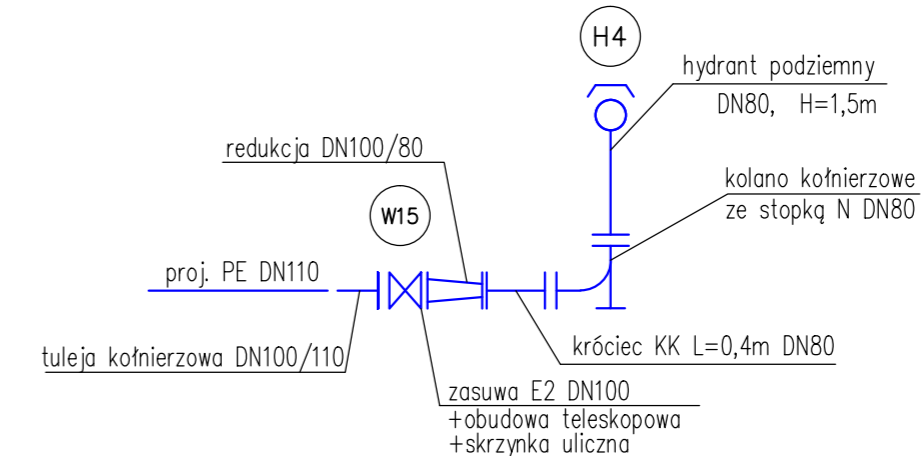 H4
hydrant podziemny
DN80, H=1,5m
redukcja DN100/80
kolano kołnierzowe
ze stopką N DN80
W15
proj. PE DN110
tuleja kołnierzowa DN100/110
króciec KK L=0,4m DN80
zasuwa E2 DN100
+obudowa teleskopowa
+skrzynka uliczna